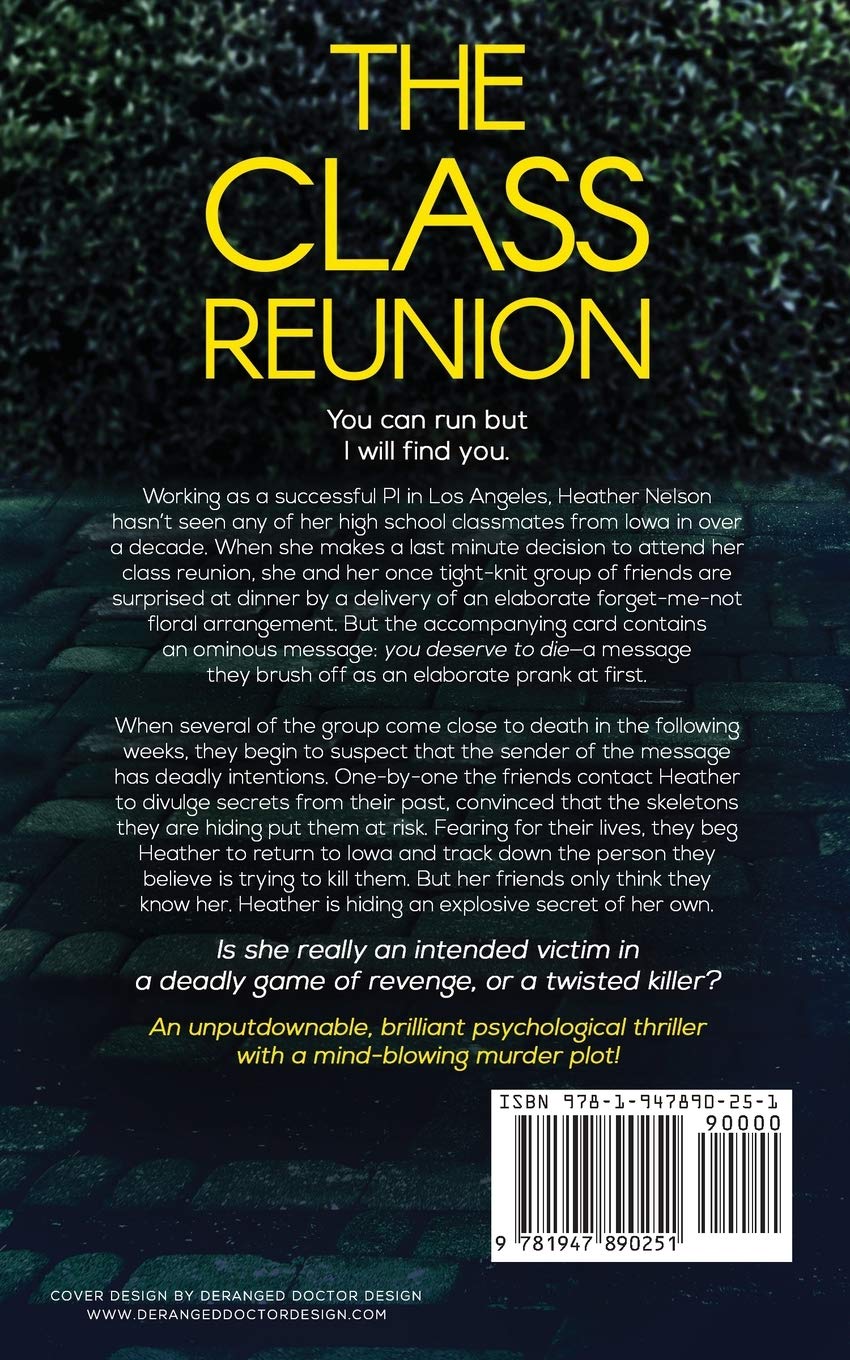 THE
CLASS
REUNION
You can run but
I will find you.
Working as a successful PI in Los Angeles, Heather Nelson
hasn't seen any of her high school classmates from Iowa in over
a decade. When she makes a last minute decision to attend her
class reunion, she and her once tight-knit group of friends are
surprised at dinner by a delivery of an elaborate forget-me-not
floral arrangement. But the accompanying card contains
an ominous message: you deserve to die—a message
they brush off as an elaborate prank at first.
When several of the group come close to death in the following
weeks, they begin to suspect that the sender of the message
has deadly intentions. One-by-one the friends contact Heather
to divulge secrets from their past, convinced that the skeletons
they are hiding put them at risk. Fearing for their lives, they beg
Heather to return to Iowa and track down the person they
believe is trying to kill them. But her friends only think they
know her. Heather is hiding an explosive secret of her own.
Is she really an intended victim in
a deadly game of revenge, or a twisted killer?
An unputdownable, brilliant psychological thriller
with a mind-blowing murder plot!
ISBN 978-1-947890-25-1
90000
9 781947 890251
COVER DESIGN BY DERANGED DOCTOR DESIGN
WWW.DERANGEDDOCTORDESIGN.COM